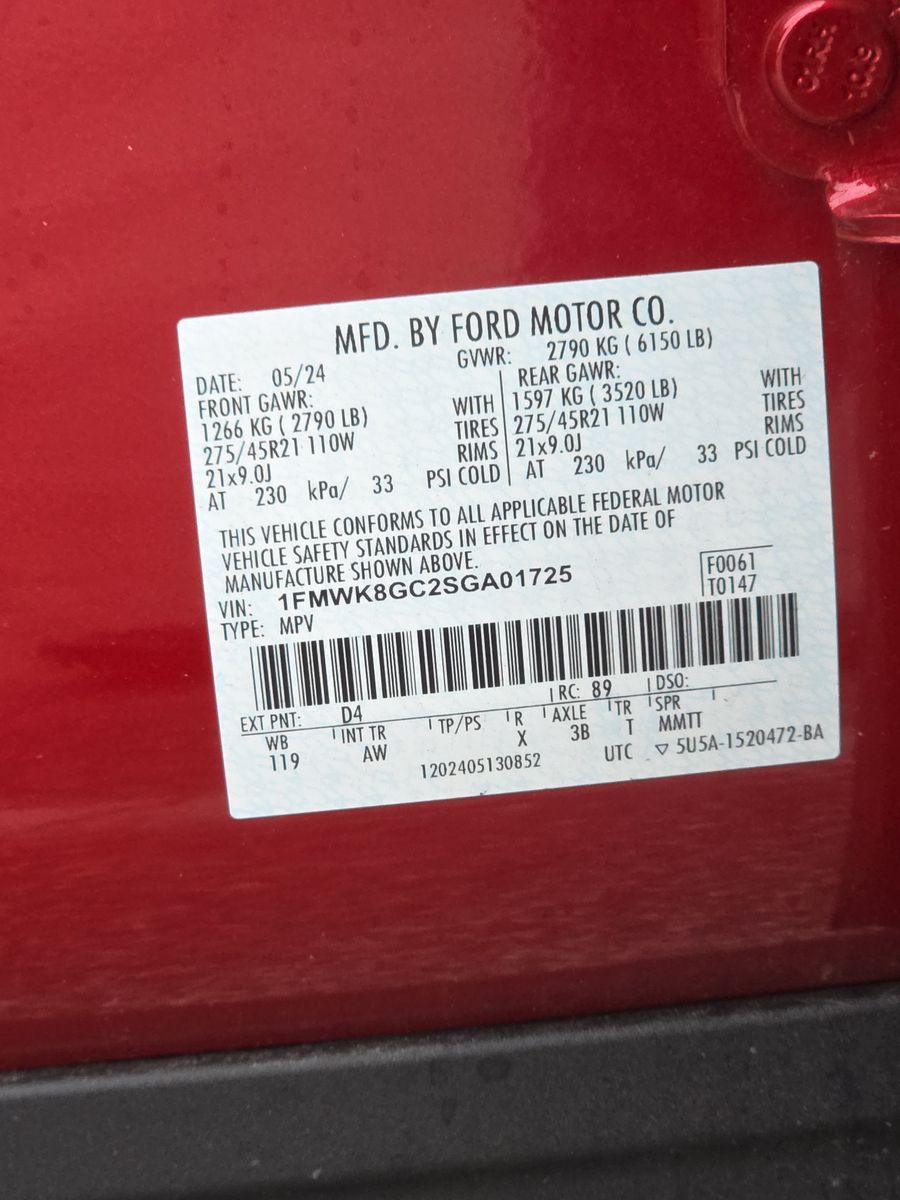 MFD. BY FORD MOTOR CO.
DATE: 05/24 GVWR: 2790 KG ( 6150 LB)
FRONT GAWR: REAR GAWR:
1266 KG ( 2790 LB) WITH 1597 KG ( 3520 LB) WITH
275/45R21 110W TIRES 275/45R21 110W TIRES
21x9.0J RIMS 21x9.0J RIMS
AT 230 kPa/ 33 PSI COLD AT 230 kPa/ 33 PSI COLD
THIS VEHICLE CONFORMS TO ALL APPLICABLE FEDERAL MOTOR
VEHICLE SAFETY STANDARDS IN EFFECT ON THE DATE OF
MANUFACTURE SHOWN ABOVE.
VIN: 1FMWK8GC2SGA01725 F0061
TYPE: MPV T0147
EXT PNT: D4 RC: 89 DSO:
WB INT TR TP/PS R AXLE TR SPR
119 AW X 3B T MMTT
1202405130852 UTC ▽ 5U5A-1520472-BA